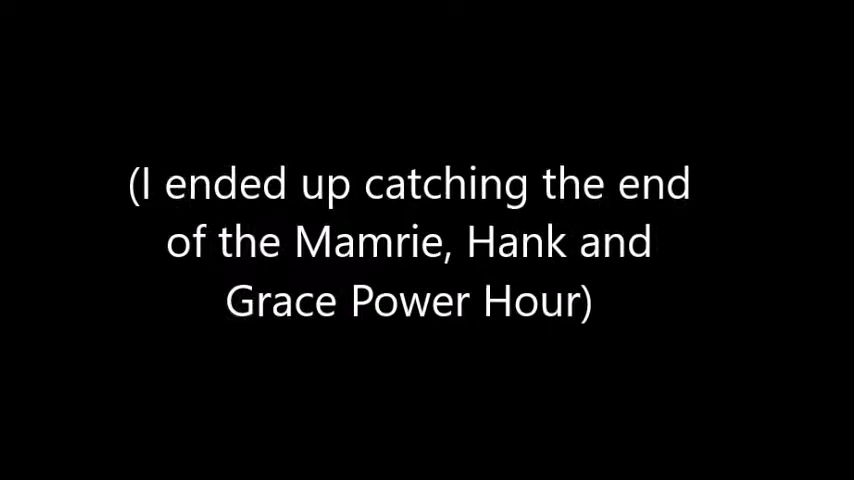 (I ended up catching the end
of the Mamrie, Hank and
Grace Power Hour)